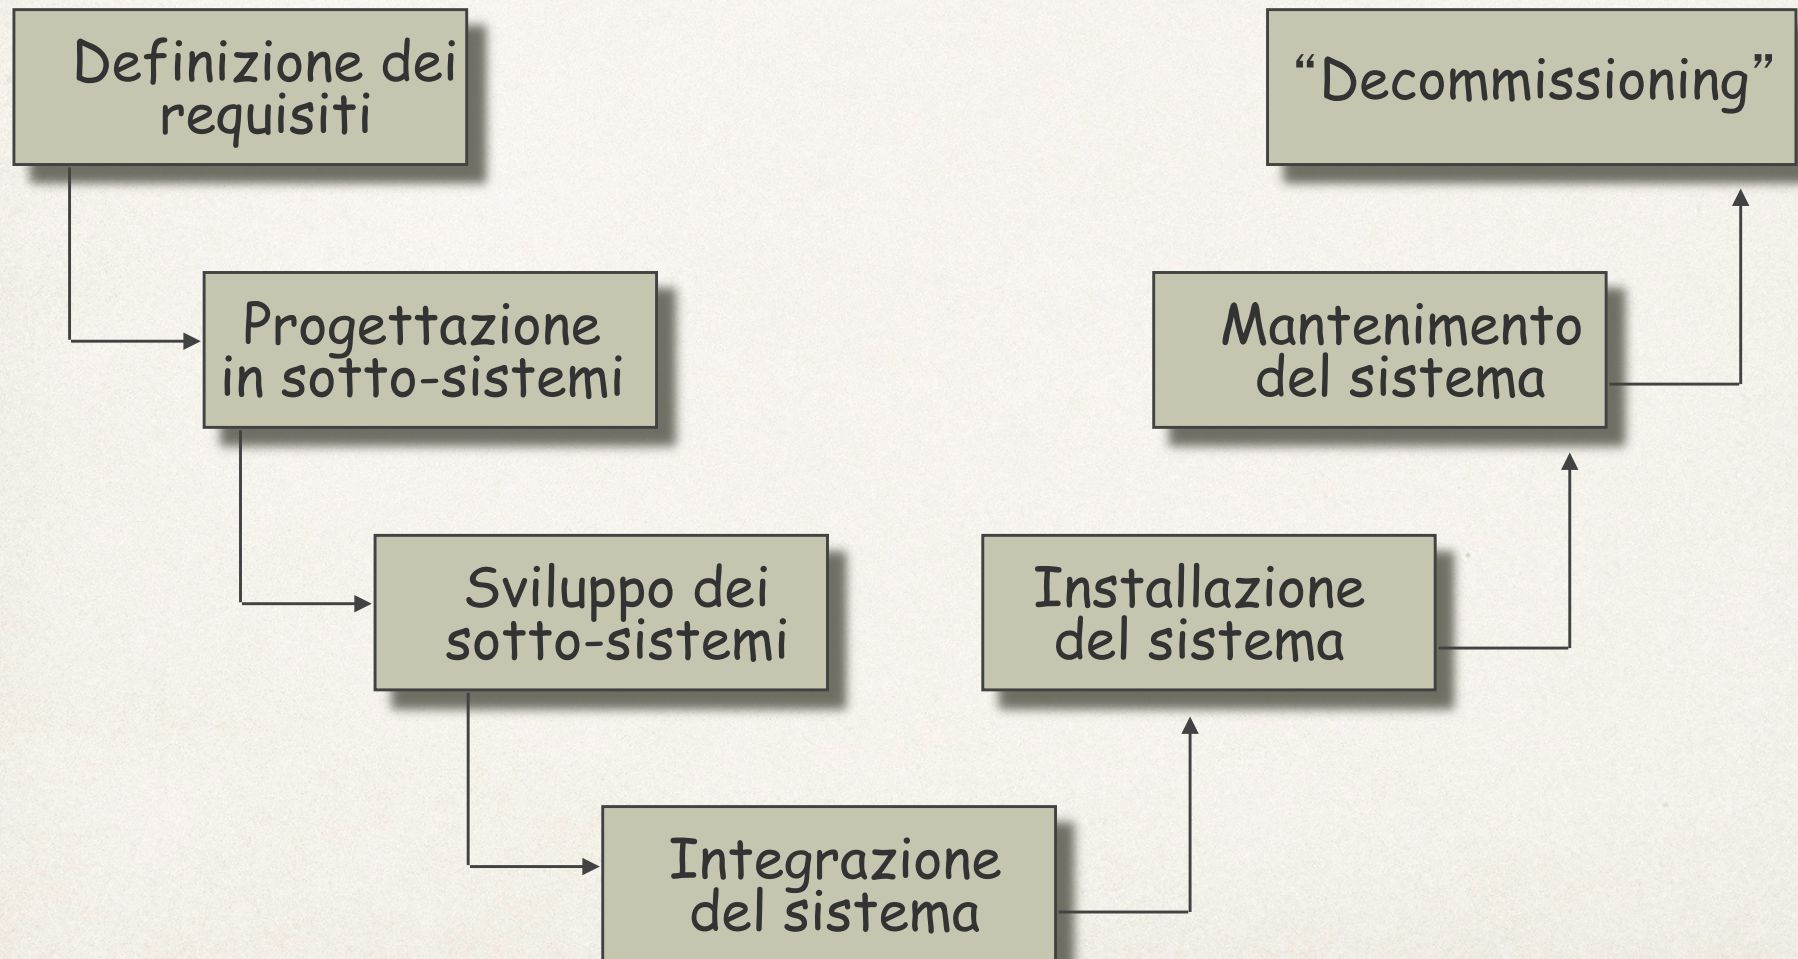 Definizione dei
requisiti
“Decommissioning”
Progettazione
in sotto-sistemi
Mantenimento
del sistema
Sviluppo dei
sotto-sistemi
Installazione
del sistema
Integrazione
del sistema